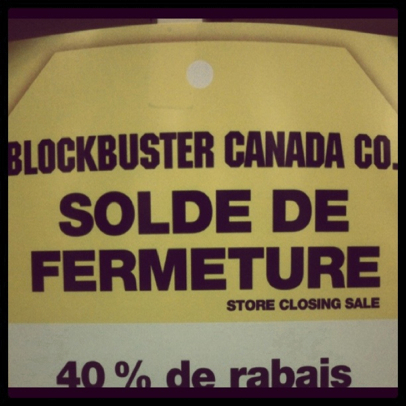 BLOCKBUSTER CANADA CO.
SOLDE DE
FERMETURE
STORE CLOSING SALE
40 % de rabais